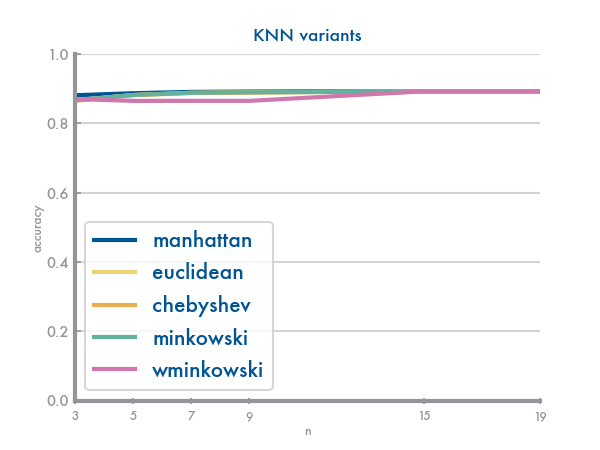 KNN variants
1.0
0.8
0.6
0.4
0.2
0.0
accuracy
manhattan
euclidean
chebyshev
minkowski
wminkowski
3 5 7 9 15 19
n